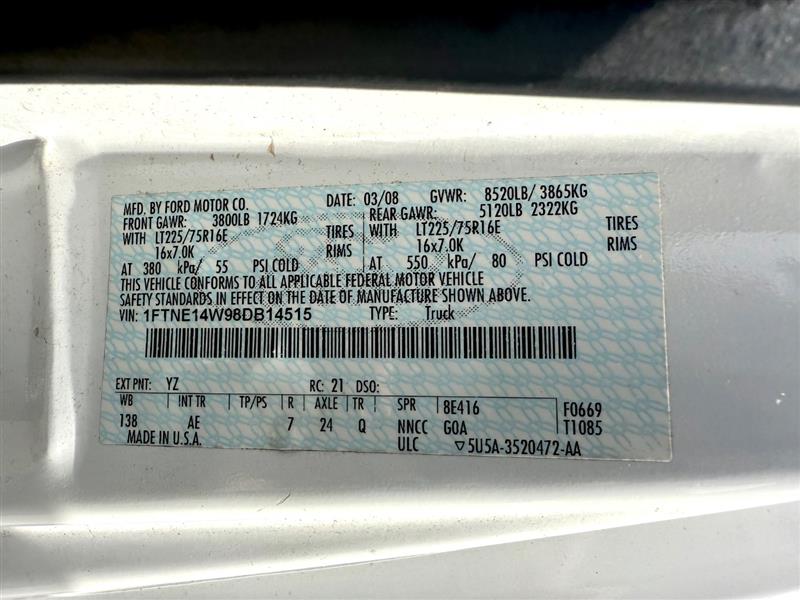 MFD. BY FORD MOTOR CO. DATE: 03/08 GVWR: 8520LB/ 3865KG
FRONT GAWR: 3800LB 1724KG REAR GAWR: 5120LB 2322KG
WITH LT225/75R16E TIRES WITH LT225/75R16E TIRES
16x7.0K RIMS 16x7.0K RIMS
AT 380 kPa/ 55 PSI COLD AT 550 kPa/ 80 PSI COLD
THIS VEHICLE CONFORMS TO ALL APPLICABLE FEDERAL MOTOR VEHICLE
SAFETY STANDARDS IN EFFECT ON THE DATE OF MANUFACTURE SHOWN ABOVE.
VIN: 1FTNE14W98DB14515 TYPE: Truck
EXT PNT: YZ RC: 21 DSO:
WB INT TR TP/PS R AXLE TR SPR 8E416 F0669
138 AE 7 24 Q NNCC GOA T1085
MADE IN U.S.A. ULC ▽5U5A-3520472-AA